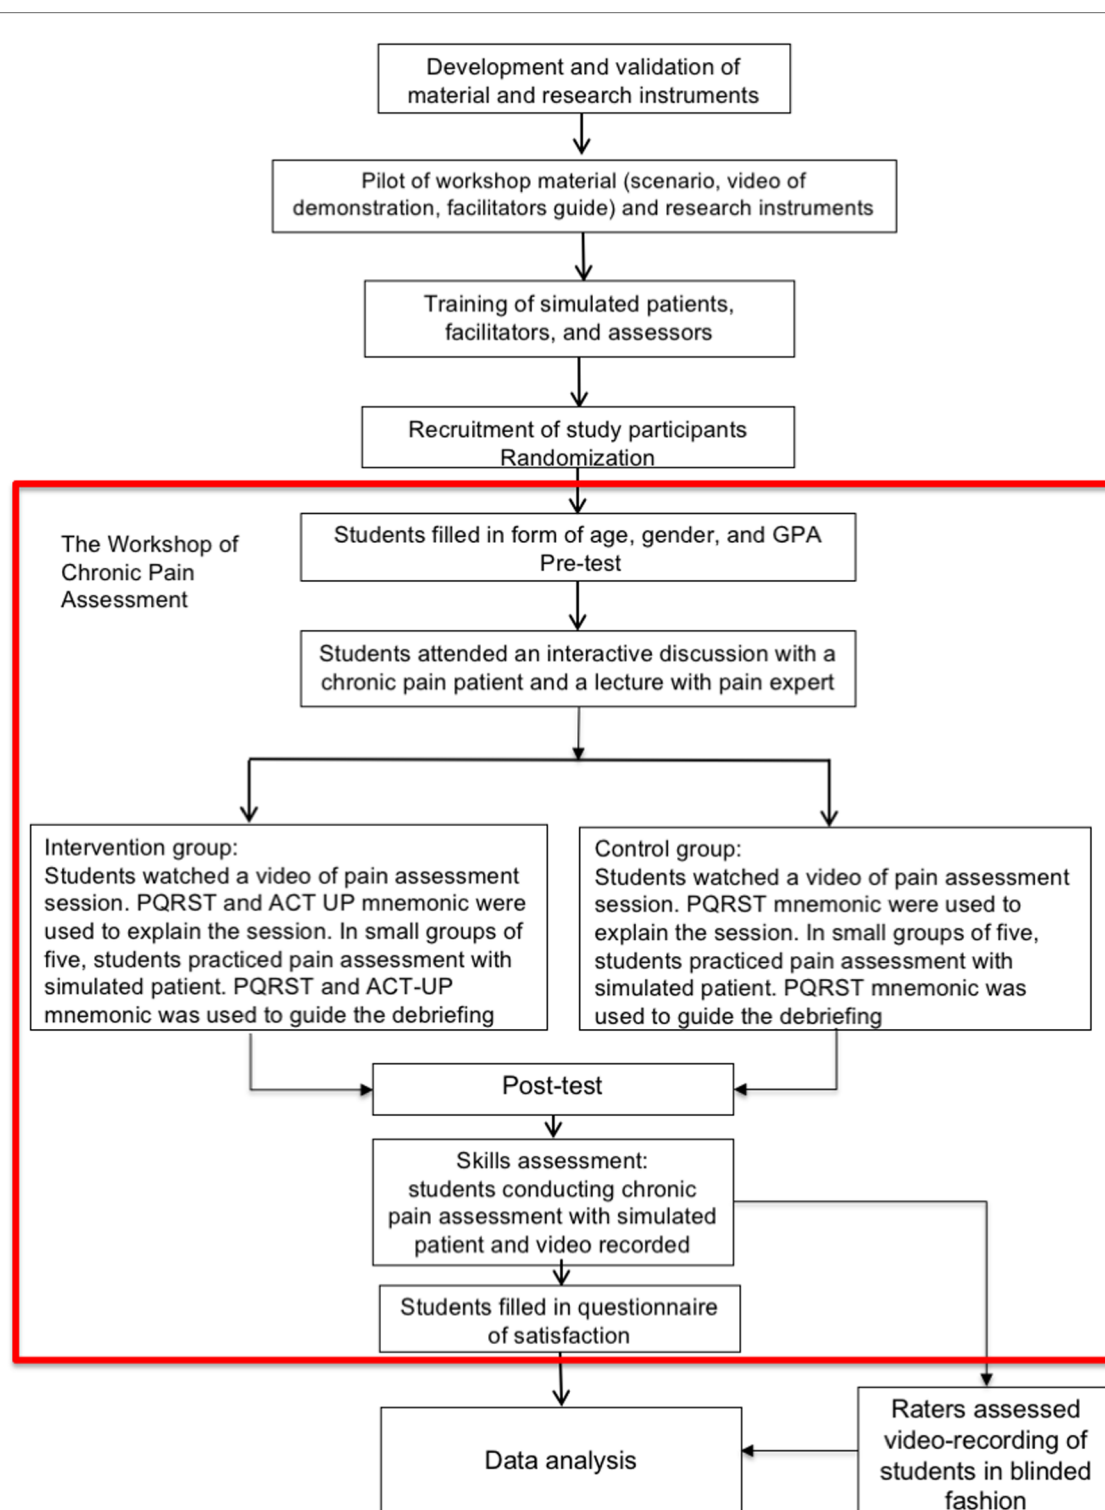 Development and validation of
material and research instruments
Pilot of workshop material (scenario, video of
demonstration, facilitators guide) and research instruments
Training of simulated patients,
facilitators, and assessors
Recruitment of study participants
Randomization
The Workshop of
Chronic Pain
Assessment
Students filled in form of age, gender, and GPA
Pre-test
Students attended an interactive discussion with a
chronic pain patient and a lecture with pain expert
Intervention group:
Students watched a video of pain assessment
session. PQRST and ACT UP mnemonic were
used to explain the session. In small groups of
five, students practiced pain assessment with
simulated patient. PQRST and ACT-UP
mnemonic was used to guide the debriefing
Control group:
Students watched a video of pain assessment
session. PQRST mnemonic were used to
explain the session. In small groups of five,
students practiced pain assessment with
simulated patient. PQRST mnemonic was
used to guide the debriefing
Post-test
Skills assessment:
students conducting chronic
pain assessment with simulated
patient and video recorded
Students filled in questionnaire
of satisfaction
Data analysis
Raters assessed
video-recording of
students in blinded
fashion